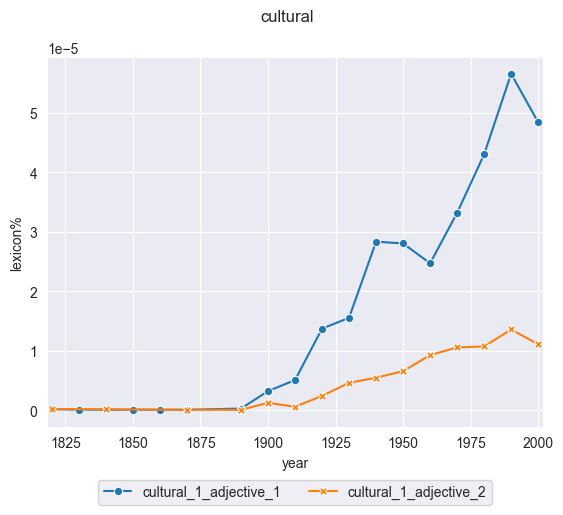 cultural
1e−5
5
4
3
2
1
0
lexicon%
1825 1850 1875 1900 1925 1950 1975 2000
year
cultural_1_adjective_1 cultural_1_adjective_2